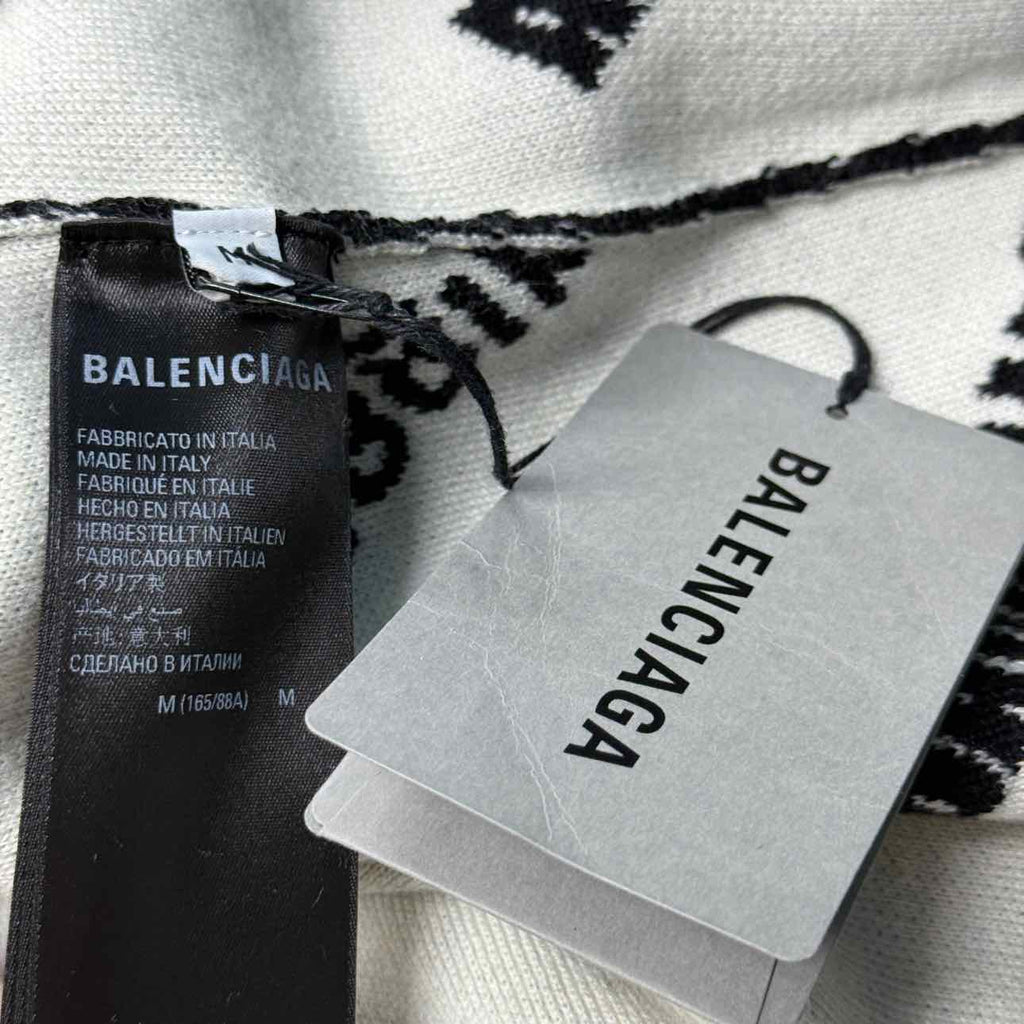 M
BALENCIAGA
FABBRICATO IN ITALIA
MADE IN ITALY
FABRIQUÉ EN ITALIE
HECHO EN ITALIA
HERGESTELLT IN ITALIEN
FABRICADO EM ITÁLIA
イタリア製
صنع في إيطاليا
产地：意大利
СДЕЛАНО В ИТАЛИИ
M (165/88A) M
BALENCIAGA